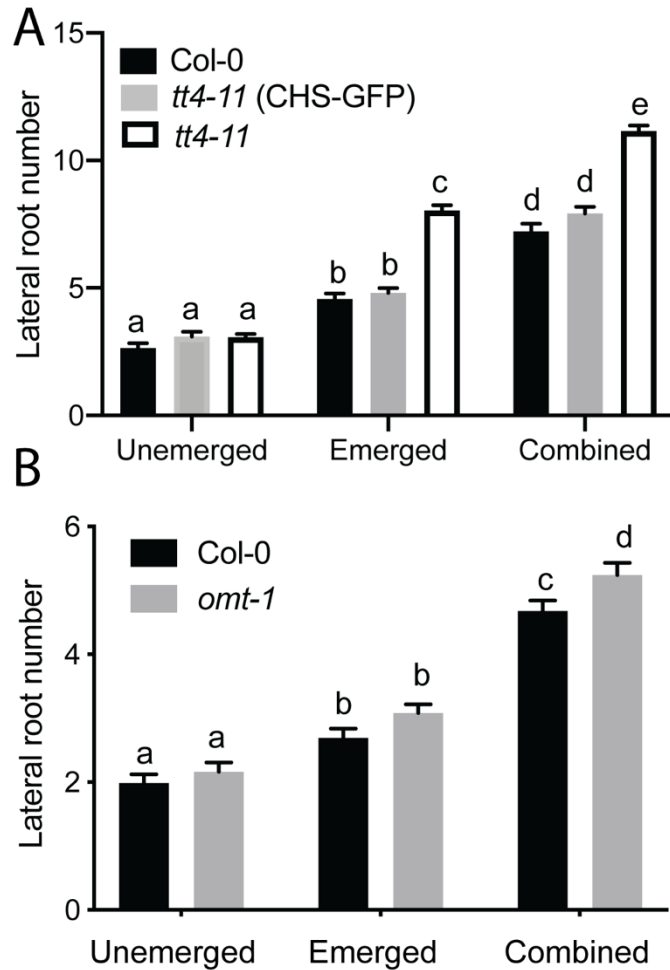 A
Lateral root number
15
10
5
0
Col-0
tt4-11 (CHS-GFP)
tt4-11
a a a
b b c
d d e
Unemerged Emerged Combined
B
Lateral root number
6
4
2
0
Col-0
omt-1
a a
b b
c d
Unemerged Emerged Combined